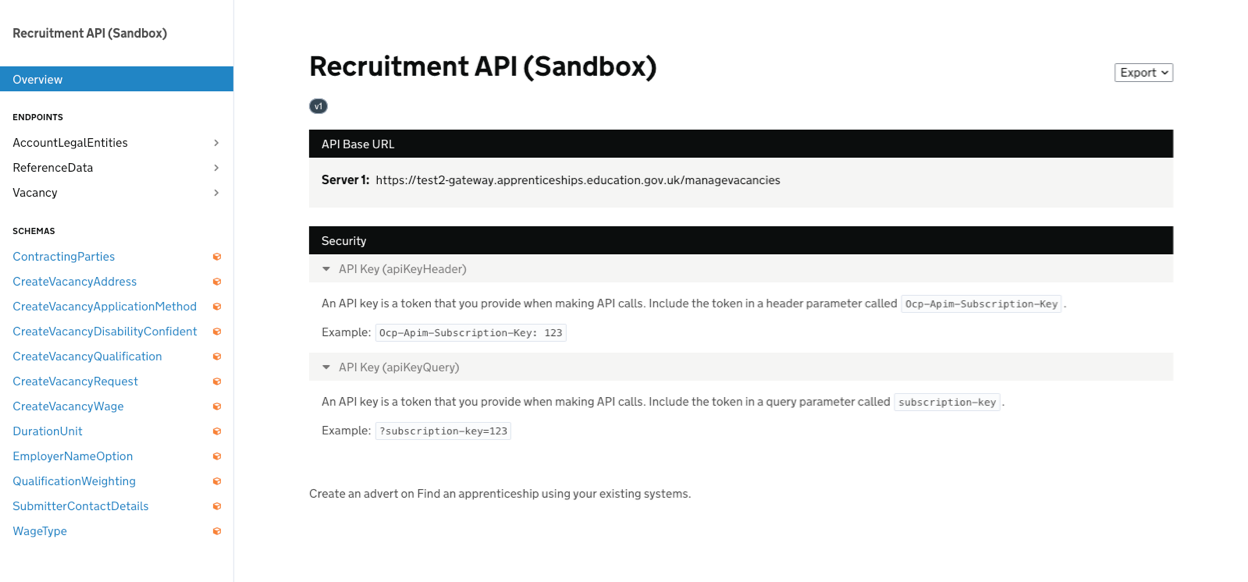 Recruitment API (Sandbox)
Overview
ENDPOINTS
AccountLegalEntities
ReferenceData
Vacancy
SCHEMAS
ContractingParties
CreateVacancyAddress
CreateVacancyApplicationMethod
CreateVacancyDisabilityConfident
CreateVacancyQualification
CreateVacancyRequest
CreateVacancyWage
DurationUnit
EmployerNameOption
QualificationWeighting
SubmitterContactDetails
WageType
Recruitment API (Sandbox)
Export
v1
API Base URL
Server 1: https://test2-gateway.apprenticeships.education.gov.uk/managevacancies
Security
API Key (apiKeyHeader)
An API key is a token that you provide when making API calls. Include the token in a header parameter called Ocp-Apim-Subscription-Key .
Example: Ocp-Apim-Subscription-Key: 123
API Key (apiKeyQuery)
An API key is a token that you provide when making API calls. Include the token in a query parameter called subscription-key .
Example: ?subscription-key=123
Create an advert on Find an apprenticeship using your existing systems.